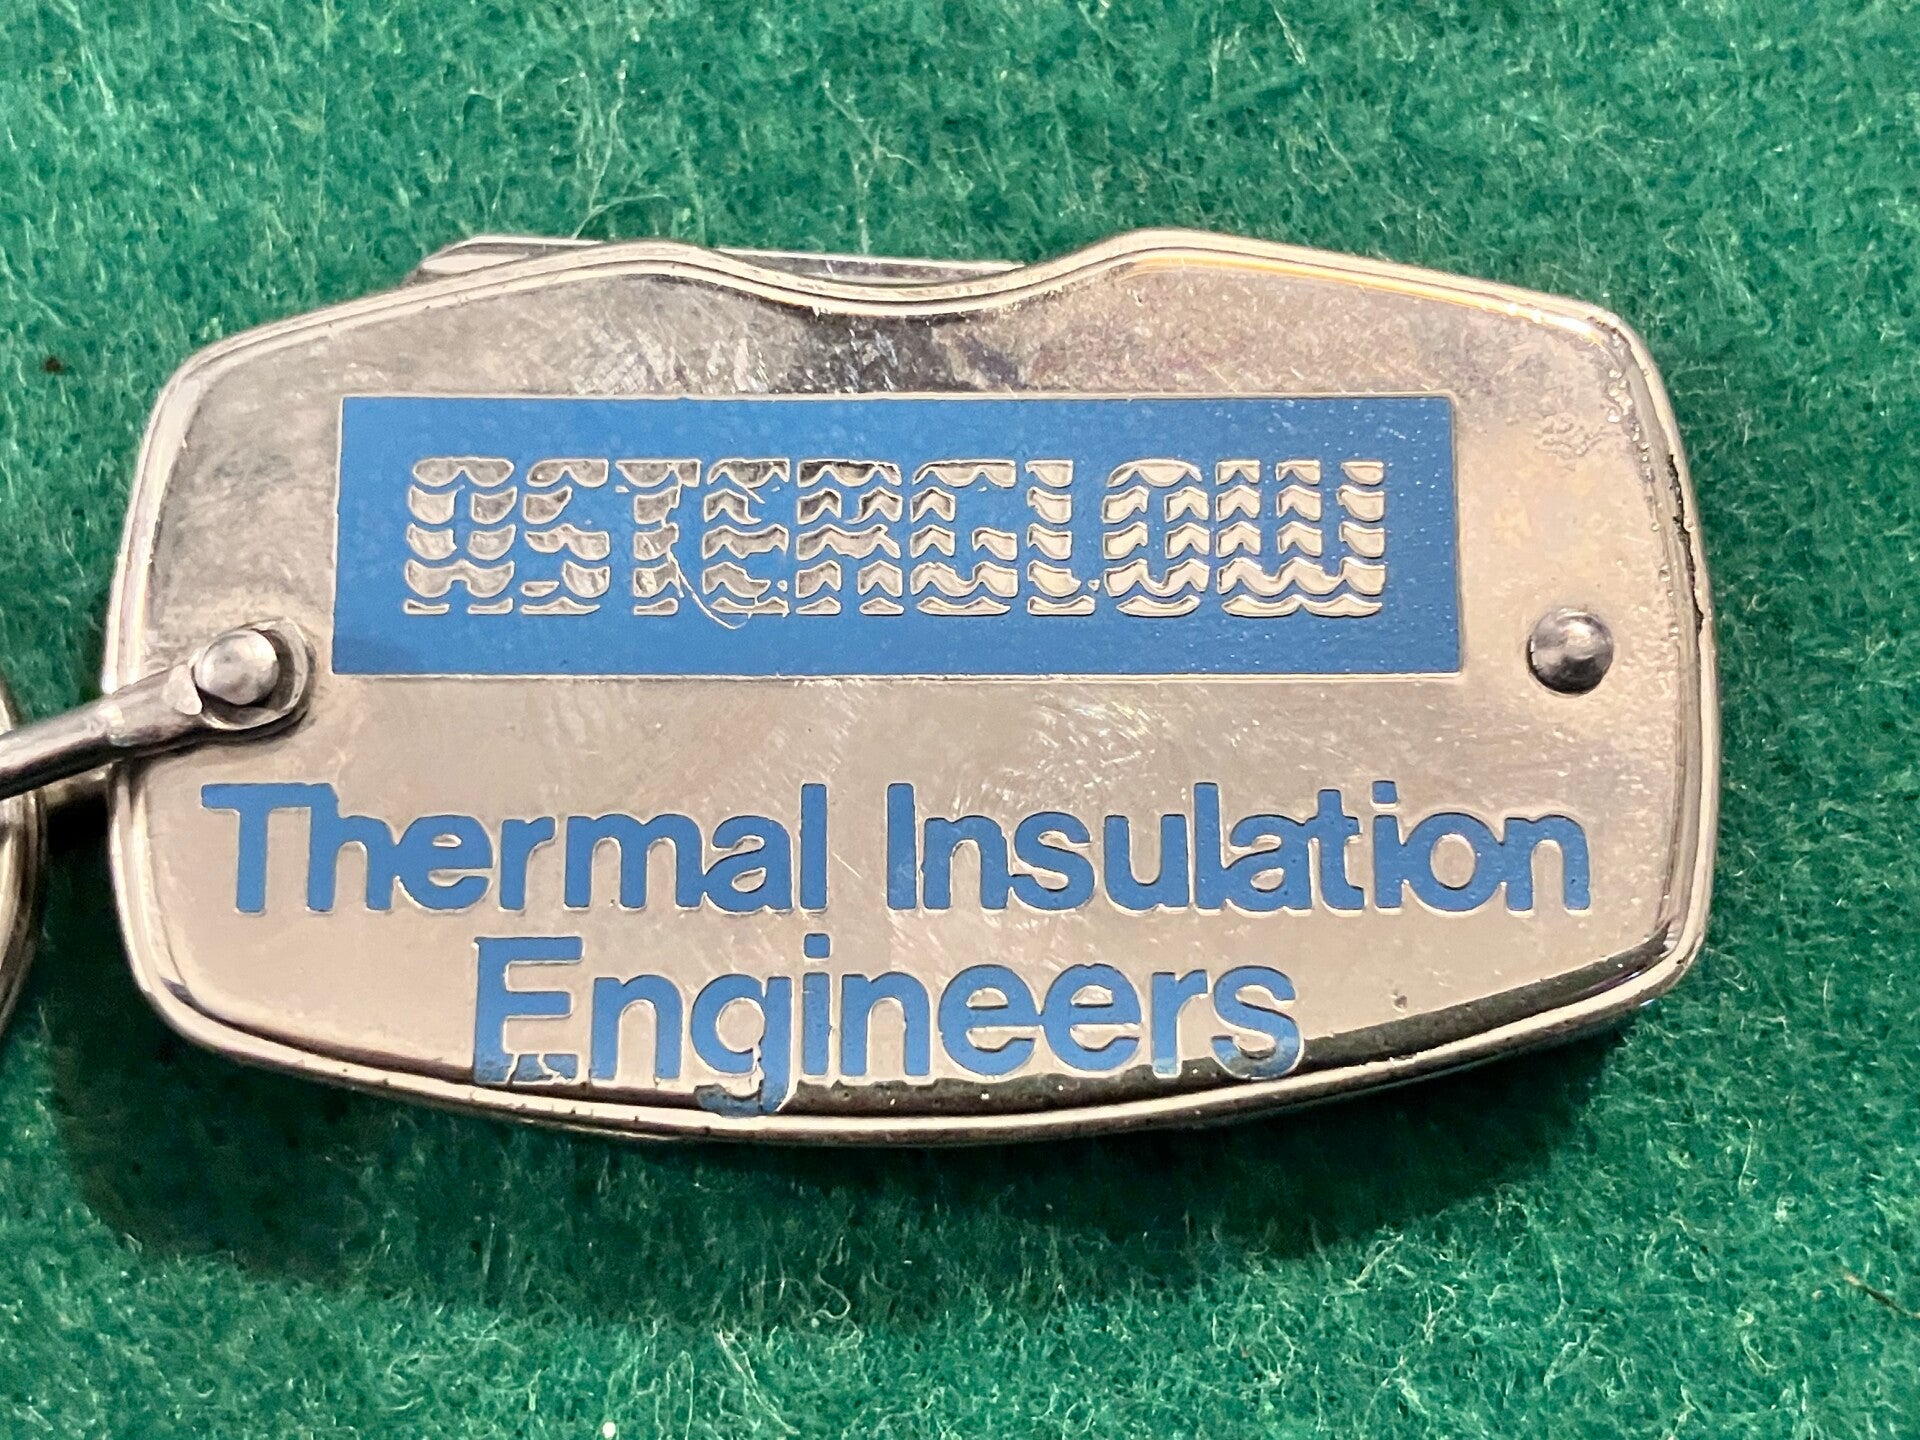 ASTERGLOW
Thermal Insulation
Engineers